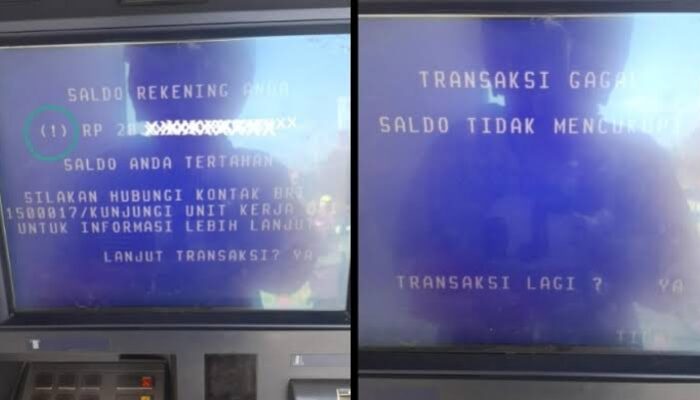 SALDO REKENING ANDA
(!) RP 20
SALDO ANDA TERTAHAN
SILAKAN HUBUNGI KONTAK BRI
1500017/KUNJUNGI UNIT KERJA
UNTUK INFORMASI LEBIH LANJUT
LANJUT TRANSAKSI? YA
TRANSAKSI GAGAL
SALDO TIDAK MENCUKUPI
TRANSAKSI LAGI ? YA